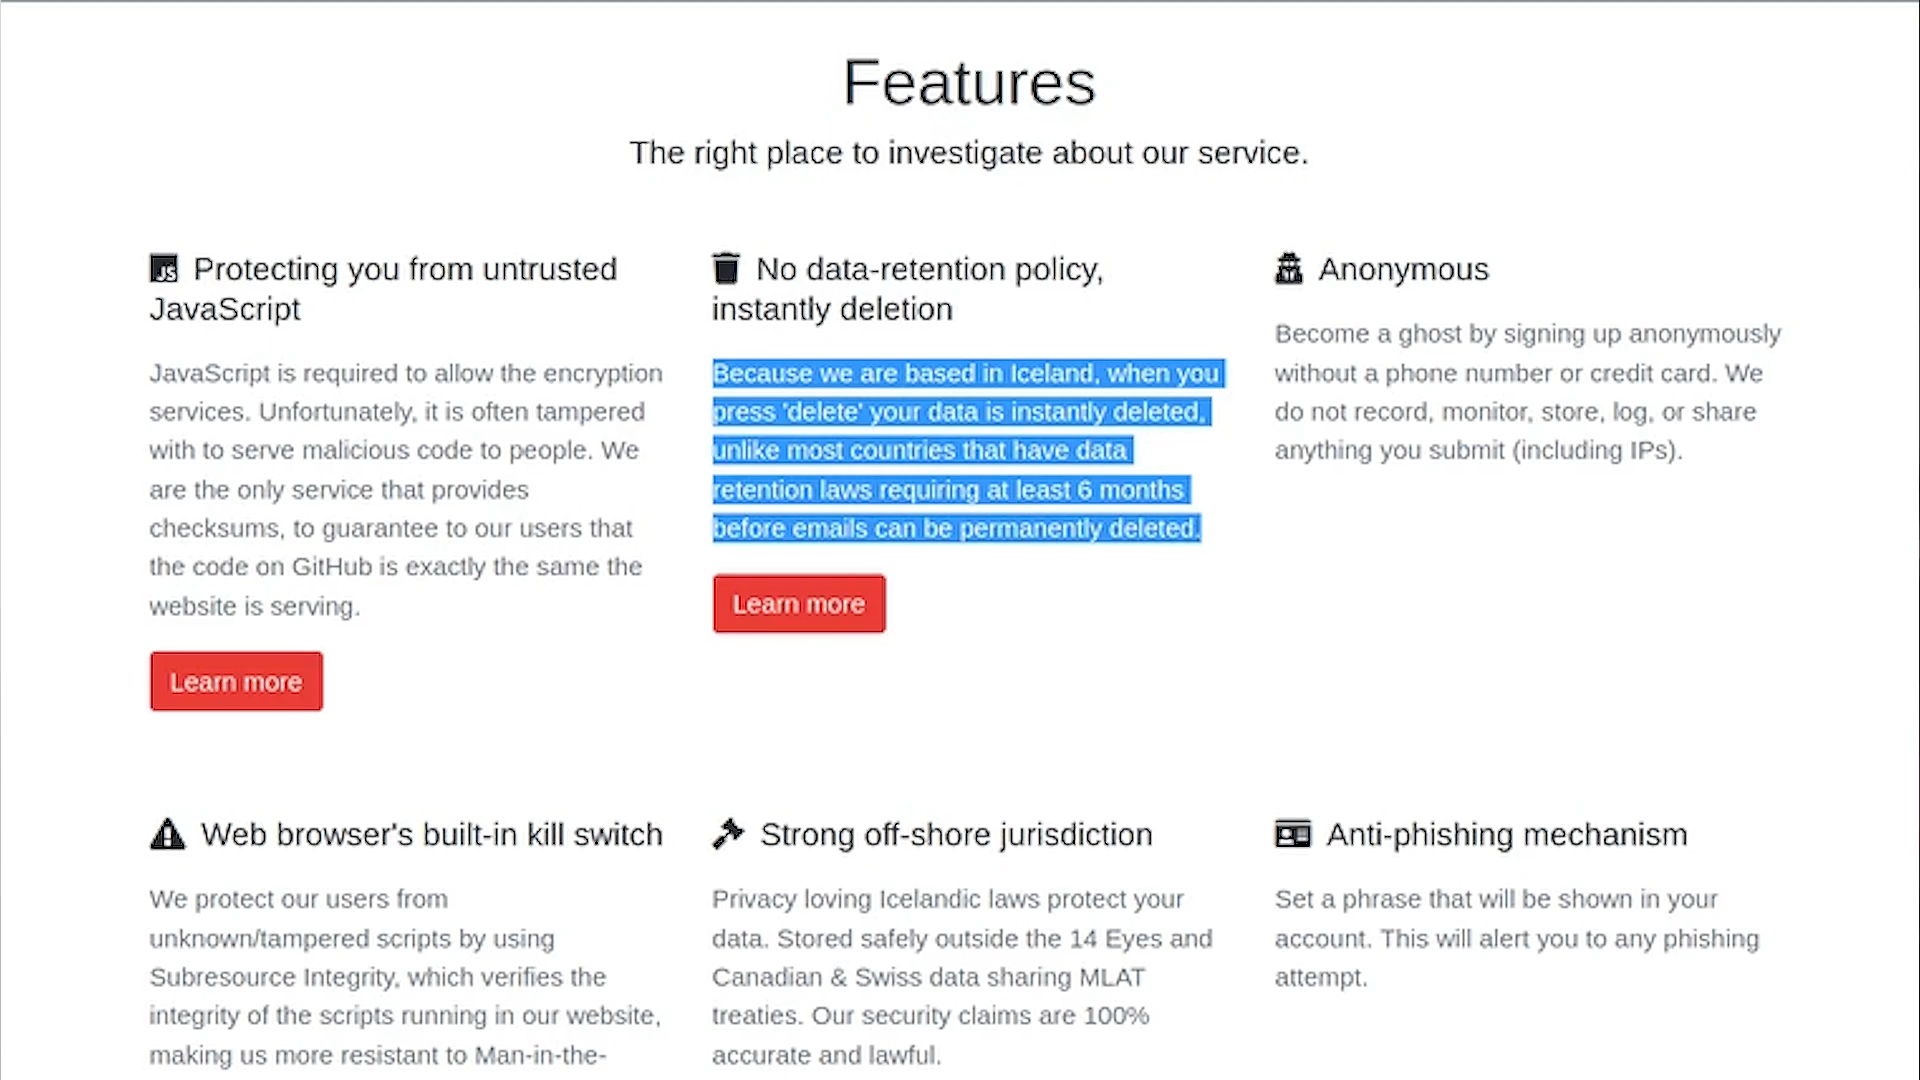 Features
The right place to investigate about our service.
JS Protecting you from untrusted
JavaScript
JavaScript is required to allow the encryption
services. Unfortunately, it is often tampered
with to serve malicious code to people. We
are the only service that provides
checksums, to guarantee to our users that
the code on GitHub is exactly the same the
website is serving.
Learn more
No data-retention policy,
instantly deletion
Because we are based in Iceland, when you
press 'delete' your data is instantly deleted,
unlike most countries that have data
retention laws requiring at least 6 months
before emails can be permanently deleted.
Learn more
Anonymous
Become a ghost by signing up anonymously
without a phone number or credit card. We
do not record, monitor, store, log, or share
anything you submit (including IPs).
Web browser's built-in kill switch
We protect our users from
unknown/tampered scripts by using
Subresource Integrity, which verifies the
integrity of the scripts running in our website,
making us more resistant to Man-in-the-
Strong off-shore jurisdiction
Privacy loving Icelandic laws protect your
data. Stored safely outside the 14 Eyes and
Canadian & Swiss data sharing MLAT
treaties. Our security claims are 100%
accurate and lawful.
Anti-phishing mechanism
Set a phrase that will be shown in your
account. This will alert you to any phishing
attempt.